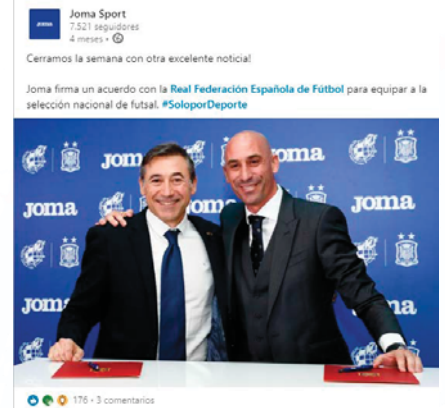 Joma Sport
7.521 seguidores
4 meses •
Cerramos la semana con otra excelente noticia!
Joma firma un acuerdo con la Real Federación Española de Fútbol para equipar a la
selección nacional de futsal. #SoloporDeporte
Joma
Joma
Joma
Joma
176 • 3 comentarios